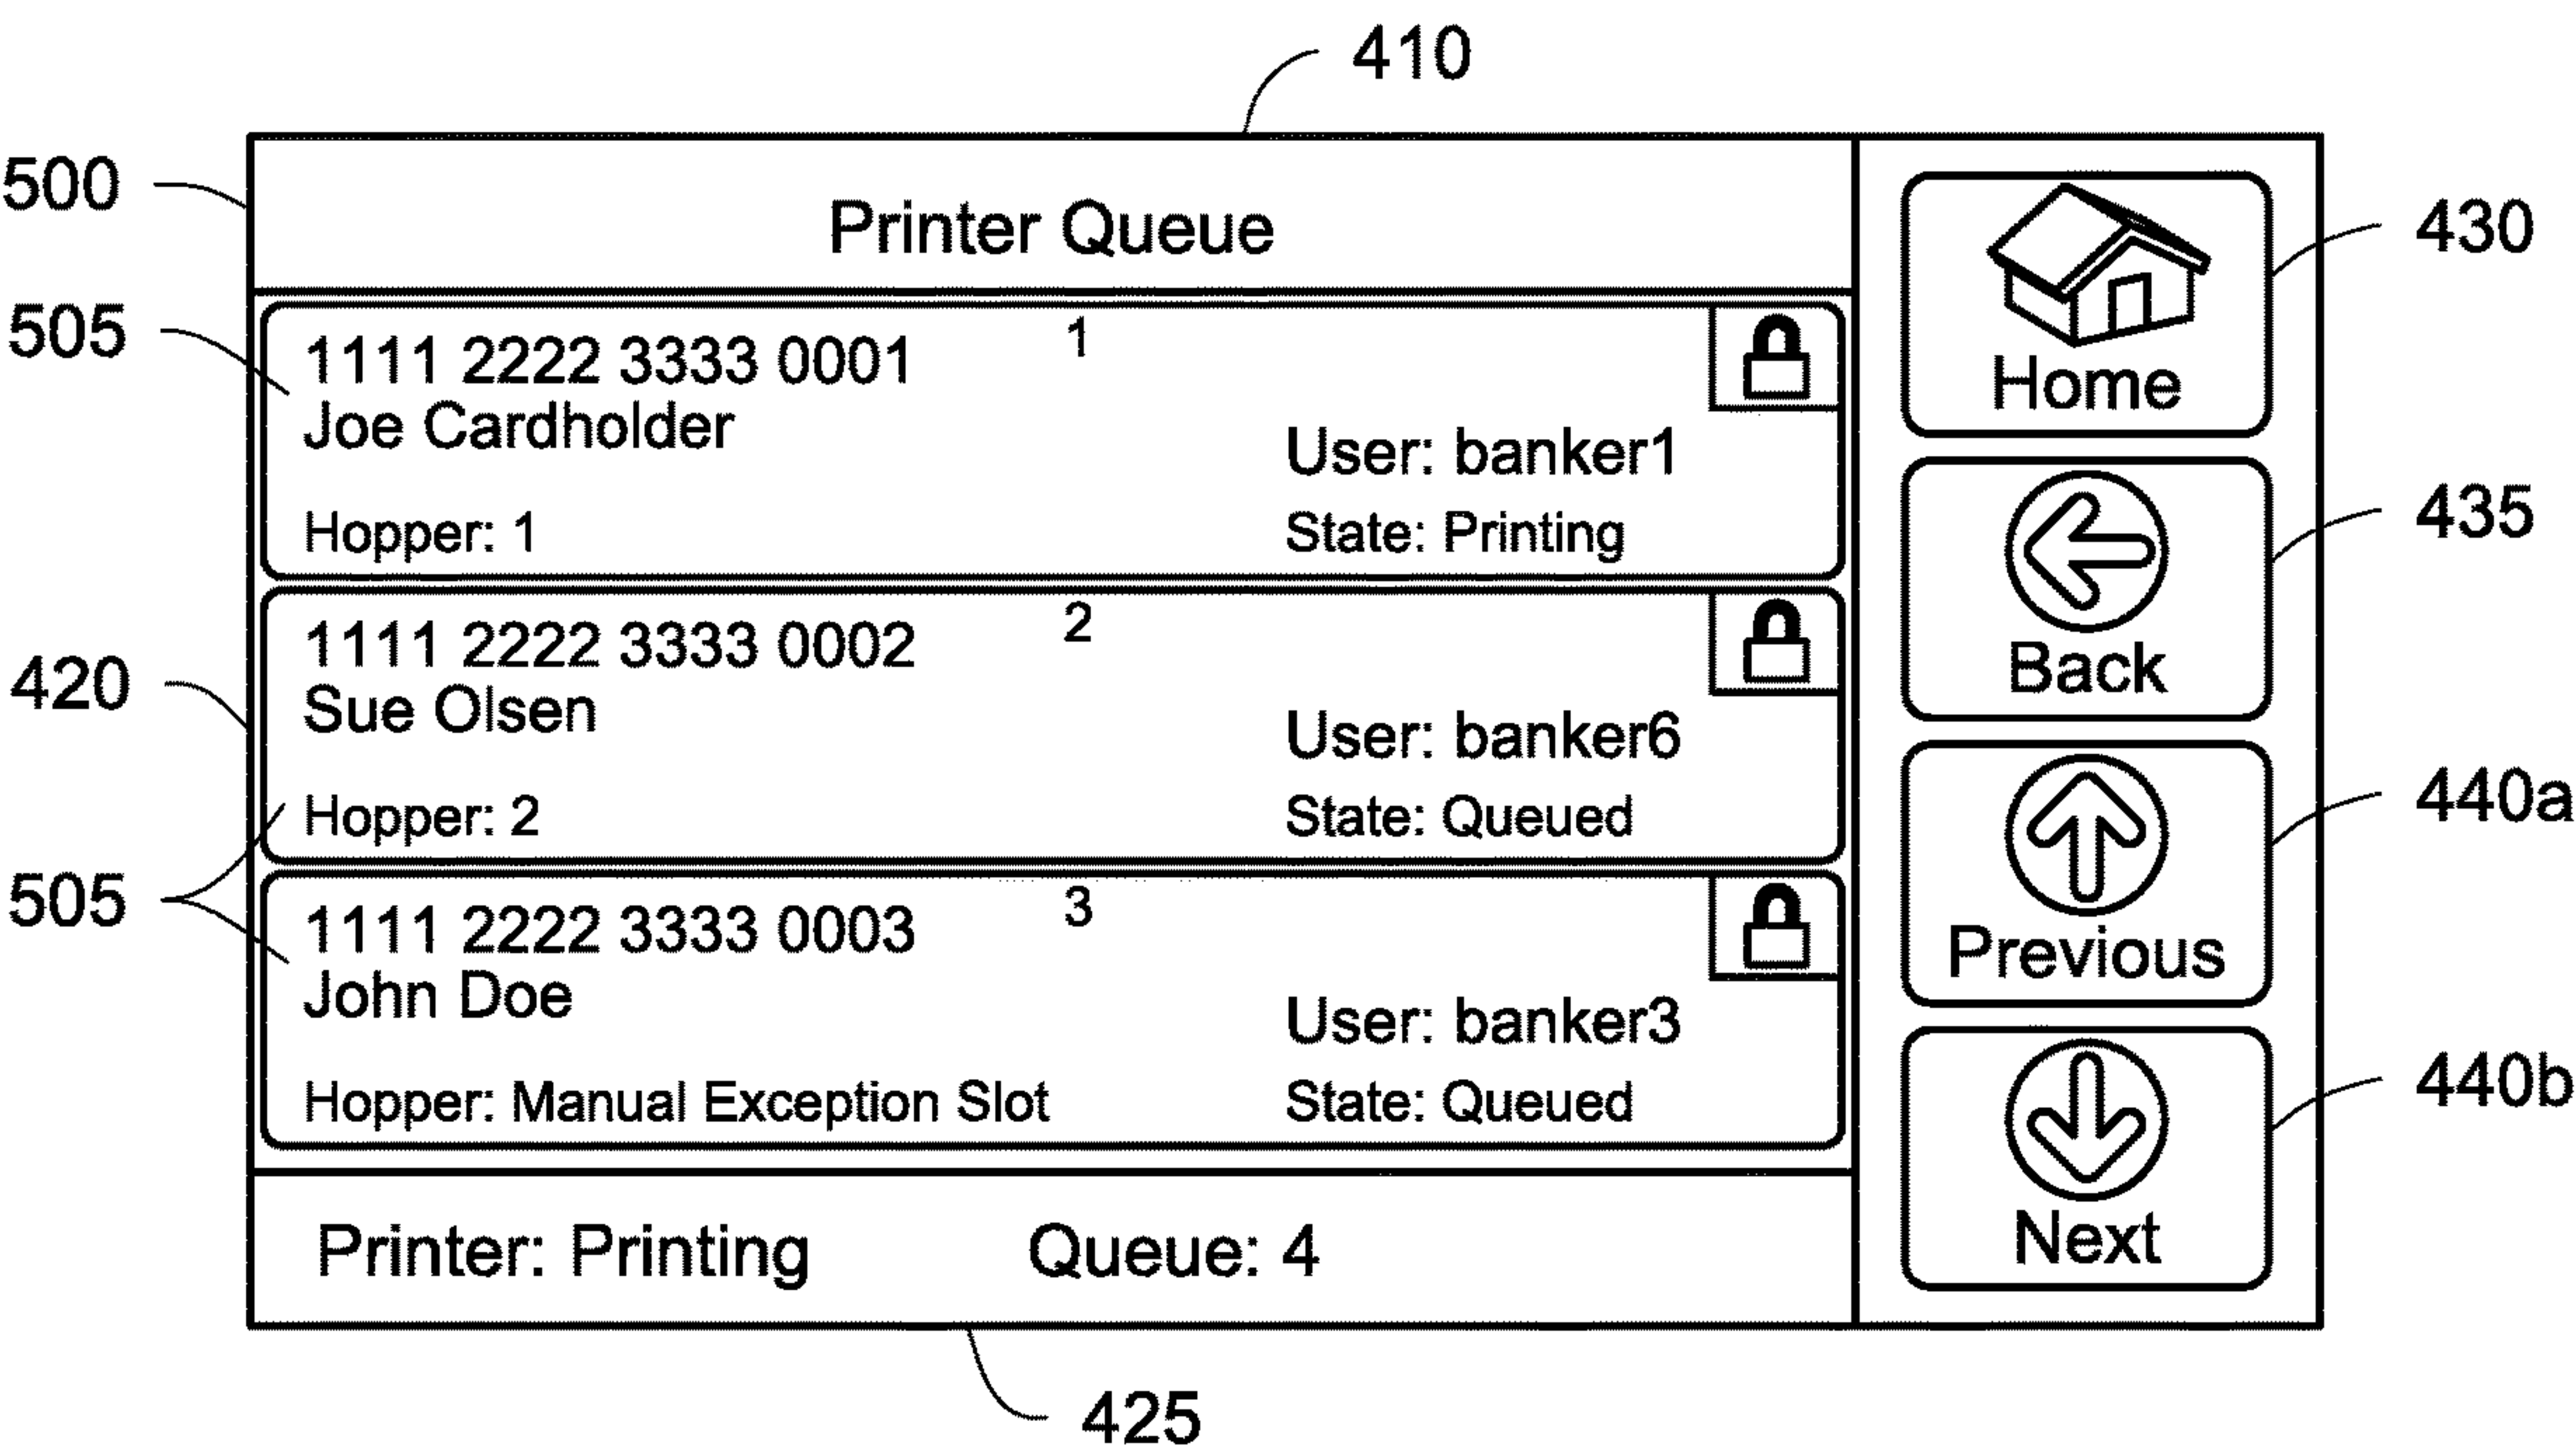 410
500
Printer Queue
505
1
1111 2222 3333 0001
Joe Cardholder
User: banker1
Hopper: 1
State: Printing
2
1111 2222 3333 0002
420
Sue Olsen
User: banker6
Hopper: 2
State: Queued
505
3
1111 2222 3333 0003
John Doe
User: banker3
Hopper: Manual Exception Slot
State: Queued
Printer: Printing
Queue: 4
425
Home
430
Back
435
Previous
440a
Next
440b